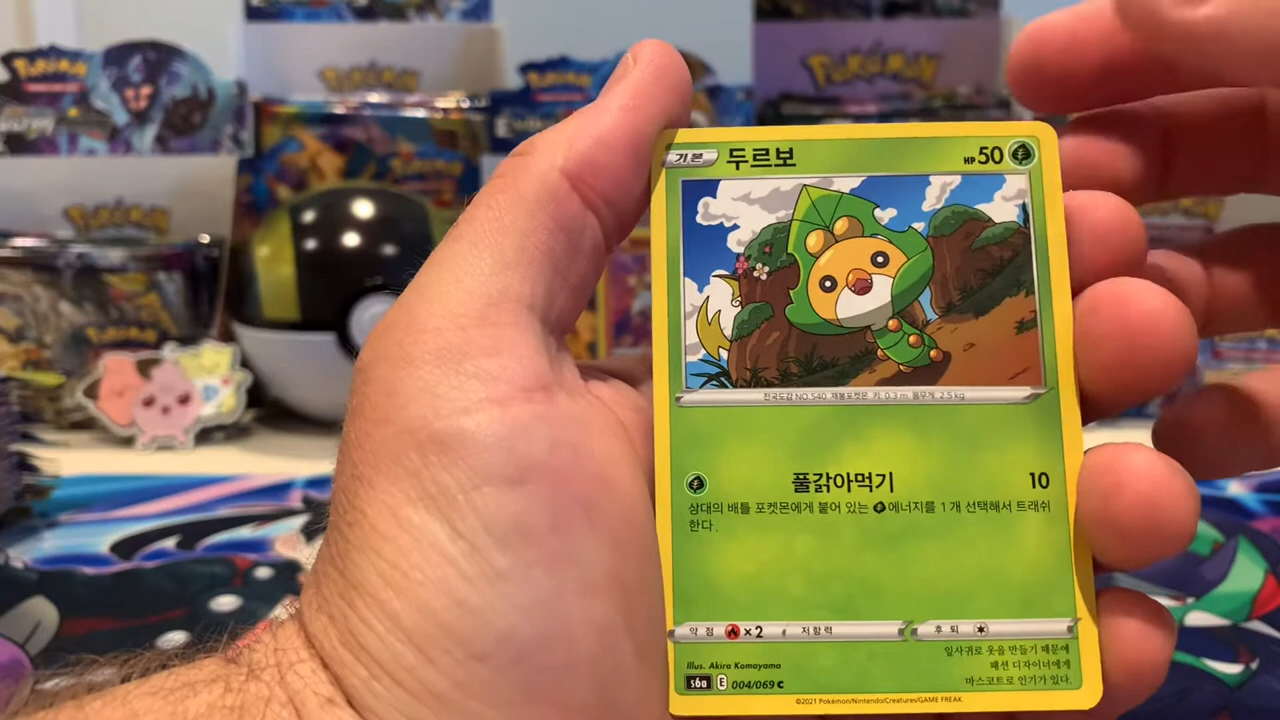 Pokémon
Pokémon
Pokémon
Pokémon
Pokémon
Pokémon
기본 두르보 HP 50
전국도감 NO.540 재봉포켓몬 키 0.3 m 몸무게 2.5 kg
풀갉아먹기 10
상대의 배틀 포켓몬에게 붙어 있는 에너지를 1개 선택해서 트래쉬
한다.
약점 ×2 저항력 후퇴
잎사귀로 옷을 만들기 때문에
패션 디자이너에게
마스코트로 인기가 있다.
Illus. Akira Komayama
s6a E 004/069 C
©2021 Pokémon/Nintendo/Creatures/GAME FREAK.